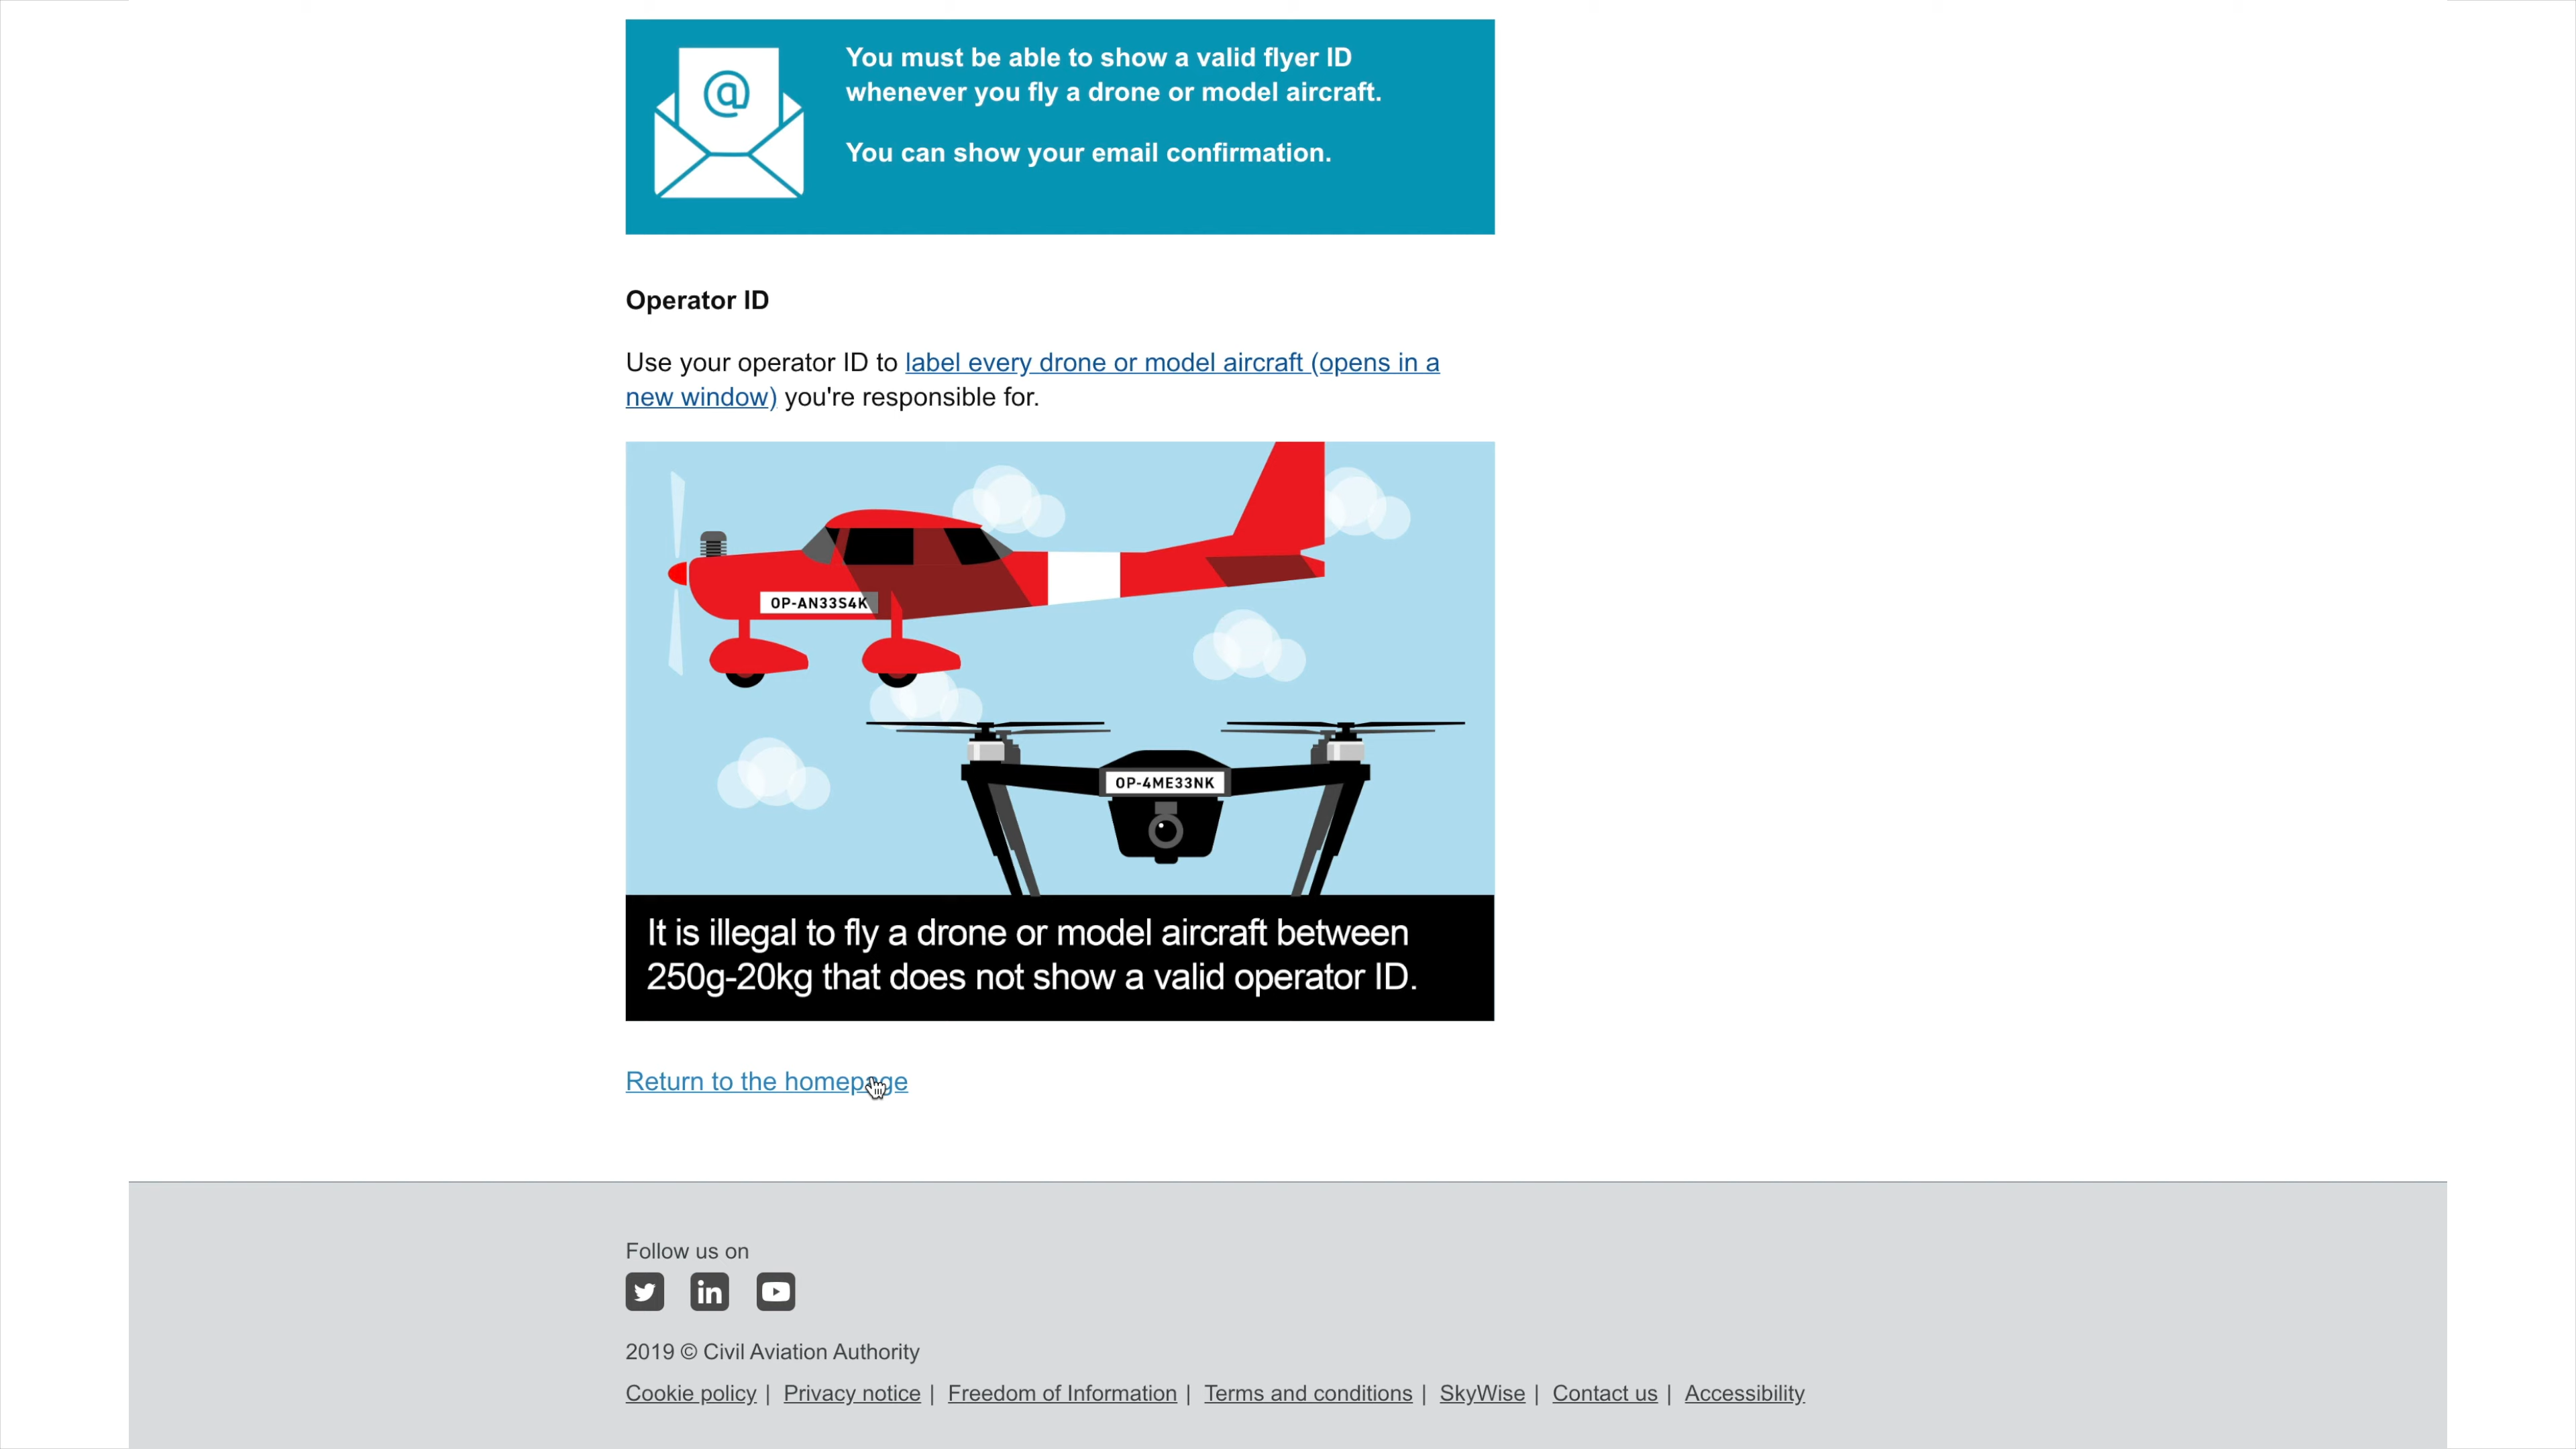 @
You must be able to show a valid flyer ID
whenever you fly a drone or model aircraft.
You can show your email confirmation.
Operator ID
Use your operator ID to label every drone or model aircraft (opens in a
new window) you're responsible for.
OP-AN33S4K
OP-4ME33NK
It is illegal to fly a drone or model aircraft between
250g-20kg that does not show a valid operator ID.
Return to the homepage
Follow us on
in
2019 © Civil Aviation Authority
Cookie policy | Privacy notice | Freedom of Information | Terms and conditions | SkyWise | Contact us | Accessibility